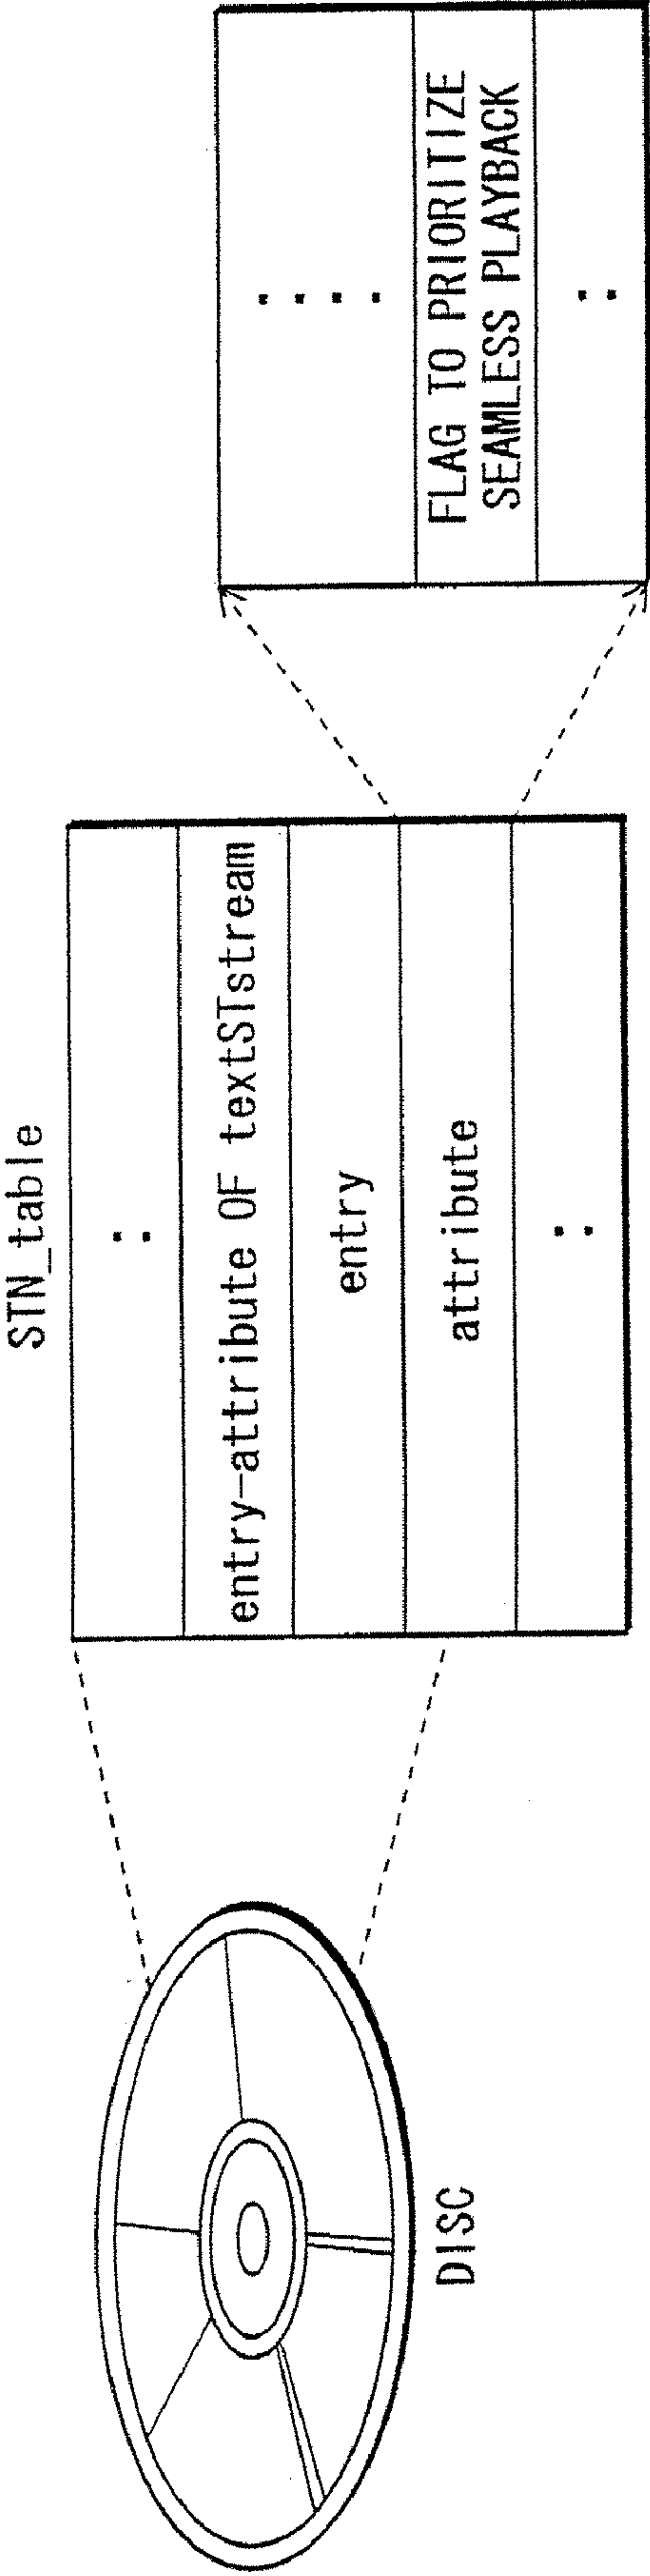 STN_table
entry-attribute OF textSTstream
entry
attribute
FLAG TO PRIORITIZE
SEAMLESS PLAYBACK
DISC